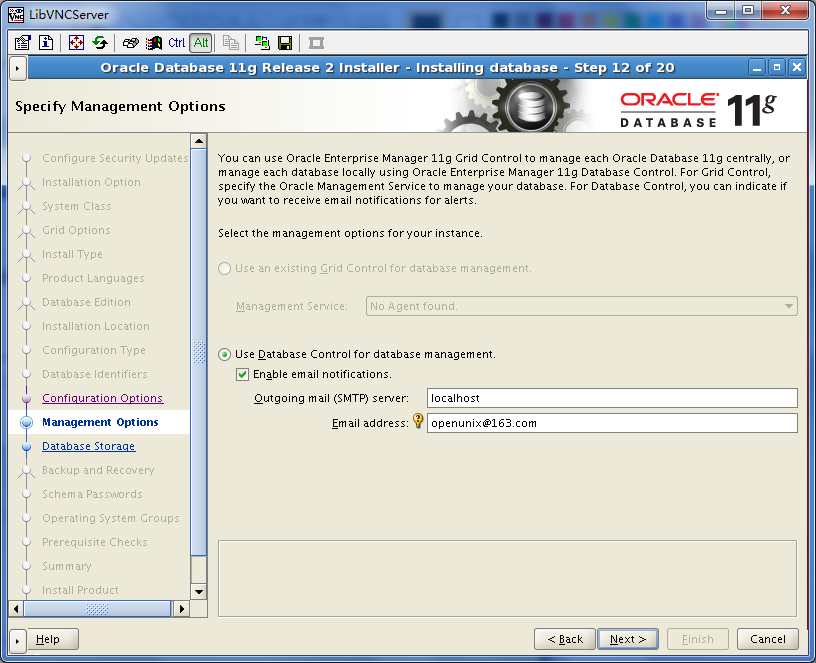 LibVNCServer
Ctrl
Alt
Oracle Database 11g Release 2 Installer - Installing database - Step 12 of 20
Specify Management Options
ORACLE
DATABASE
11g
Configure Security Updates
Installation Option
System Class
Grid Options
Install Type
Product Languages
Database Edition
Installation Location
Configuration Type
Database Identifiers
Configuration Options
Management Options
Database Storage
Backup and Recovery
Schema Passwords
Operating System Groups
Prerequisite Checks
Summary
Install Product
You can use Oracle Enterprise Manager 11g Grid Control to manage each Oracle Database 11g centrally, or
manage each database locally using Oracle Enterprise Manager 11g Database Control. For Grid Control,
specify the Oracle Management Service to manage your database. For Database Control, you can indicate if
you want to receive email notifications for alerts.
Select the management options for your instance.
Use an existing Grid Control for database management.
Management Service: No Agent found.
Use Database Control for database management.
Enable email notifications.
Outgoing mail (SMTP) server: localhost
Email address: openunix@163.com
Help
< Back
Next >
Finish
Cancel